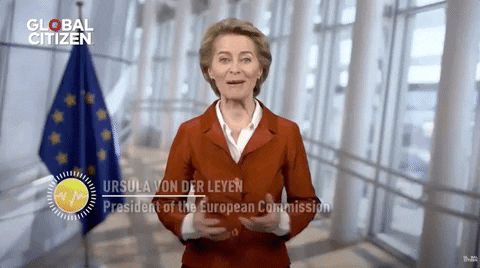 GLOBAL
CITIZEN
URSULA VON DER LEYEN
President of the European Commission